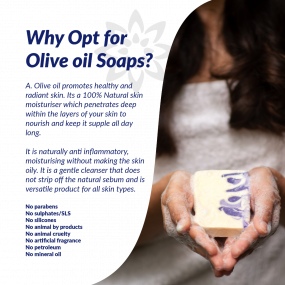 Why Opt for
Olive oil Soaps?
A. Olive oil promotes healthy and
radiant skin. Its a 100% Natural skin
moisturiser which penetrates deep
within the layers of your skin to
nourish and keep it supple all day
long.
It is naturally anti inflammatory,
moisturising without making the skin
oily. It is a gentle cleanser that does
not strip off the natural sebum and is
versatile product for all skin types.
No parabens
No sulphates/SLS
No silicones
No animal by products
No animal cruelty
No artificial fragrance
No petroleum
No mineral oil